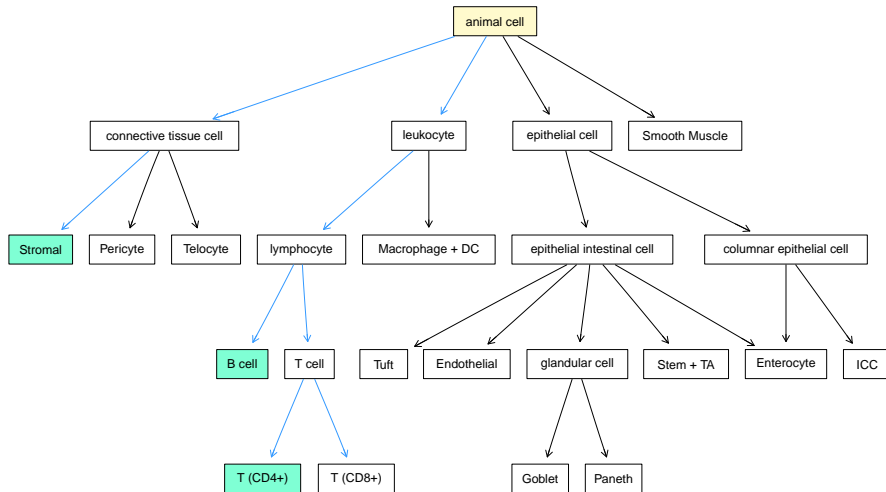 animal cell
connective tissue cell
leukocyte
epithelial cell
Smooth Muscle
Stromal
Pericyte
Telocyte
lymphocyte
Macrophage + DC
epithelial intestinal cell
columnar epithelial cell
B cell
T cell
Tuft
Endothelial
glandular cell
Stem + TA
Enterocyte
ICC
T (CD4+)
T (CD8+)
Goblet
Paneth